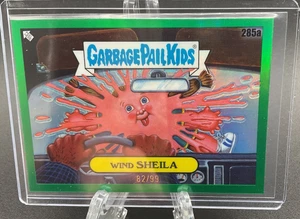 285a
GARBAGE PAIL KIDS
WIND SHEILA
82/99